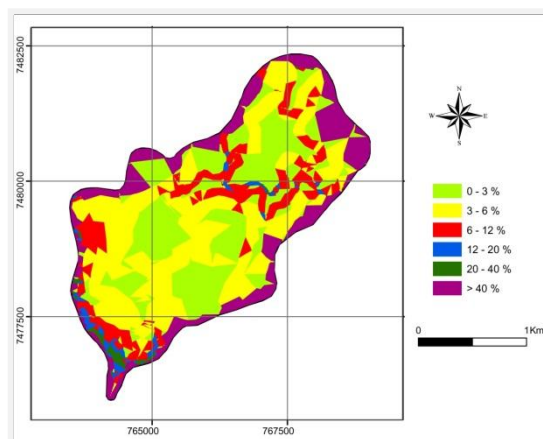 7482500
N
W E
S
7480000
0 - 3 %
3 - 6 %
6 - 12 %
12 - 20 %
20 - 40 %
> 40 %
7477500
0 1Km
765000 767500